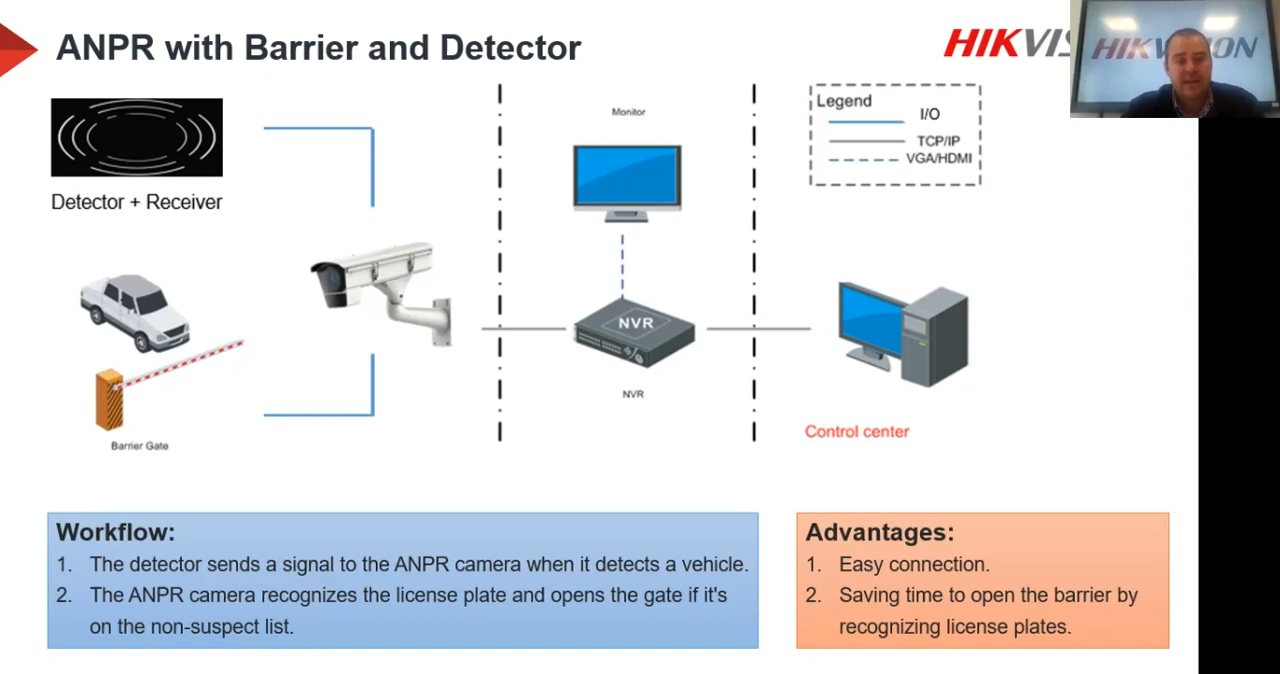 ANPR with Barrier and Detector
HIKVIS
HIKVISION
Detector + Receiver
Monitor
Legend
I/O
TCP/IP
VGA/HDMI
NVR
NVR
Barrier Gate
Control center
Workflow:
1. The detector sends a signal to the ANPR camera when it detects a vehicle.
2. The ANPR camera recognizes the license plate and opens the gate if it's
on the non-suspect list.
Advantages:
1. Easy connection.
2. Saving time to open the barrier by
recognizing license plates.